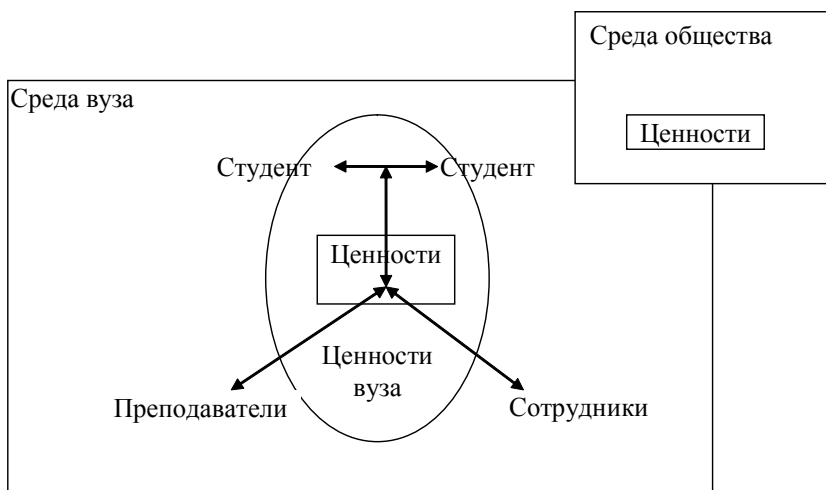 Среда общества
Среда вуза
Ценности
Студент
Студент
Ценности
Ценности
вуза
Преподаватели
Сотрудники